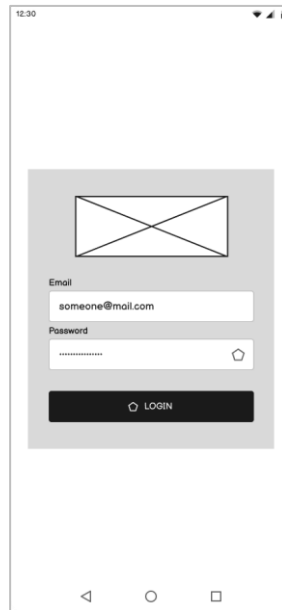 12:30
Email
someone@mail.com
Password
................
LOGIN